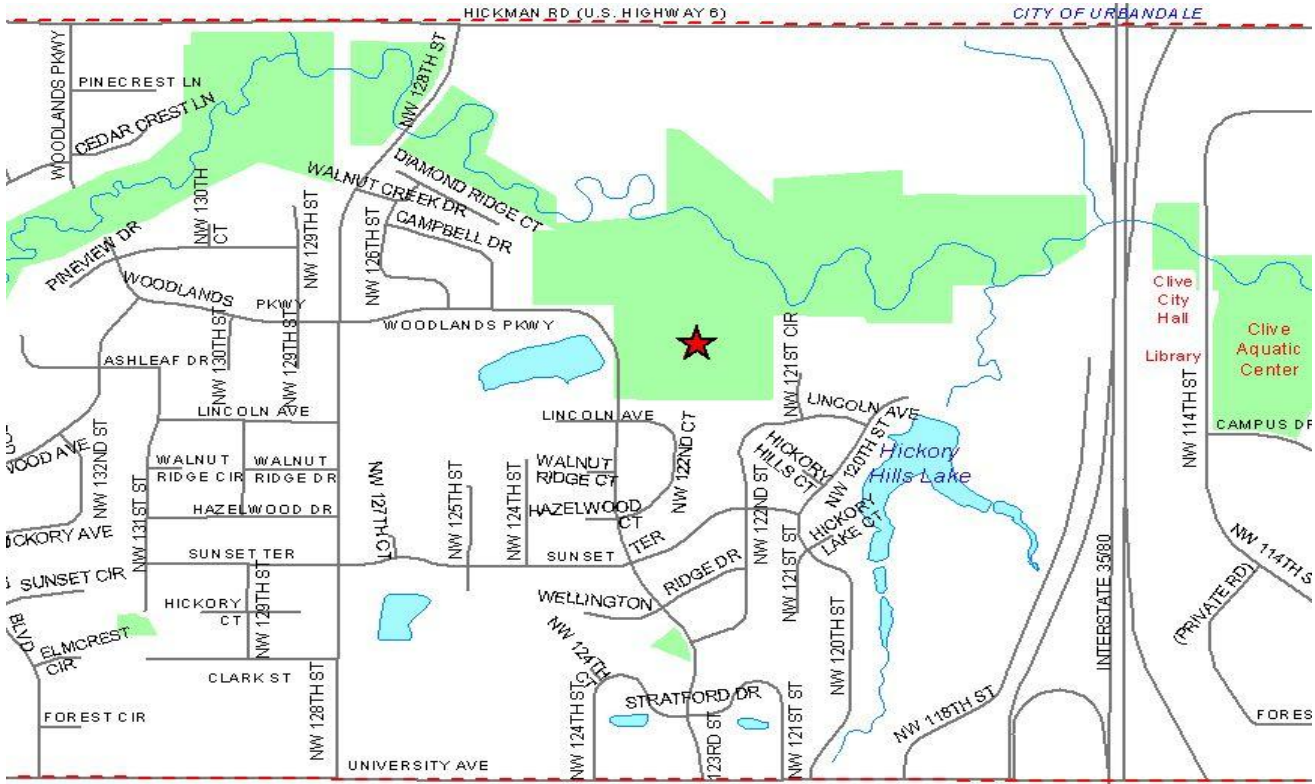 HICKMAN RD (U.S. HIGHWAY 6)
CITY OF URBANDALE
WOODLANDS PKWY
PINECREST LN
CEDAR CREST LN
NW 128TH ST
DIAMOND RIDGE CT
WALNUT CREEK DR
CAMPBELL DR
NW 130TH
CT
NW 129TH ST
NW 126TH ST
PINEVIEW DR
WOODLANDS
PKWY
WOODLANDS PKWY
NW 130TH ST
NW 129TH ST
ASHLEAF DR
Clive
City
Hall
Library
Clive
Aquatic
Center
NW 114TH ST
CAMPUS DR
NW 121ST CIR
LINCOLN AVE
LINCOLN AVE
LINCOLN AVE
WOOD AVE
NW 132ND ST
WALNUT
RIDGE CIR
WALNUT
RIDGE DR
WALNUT
RIDGE CT
NW 122ND CT
HICKORY
HILLS CT
NW 120TH ST
Hickory
Hills Lake
NW 131ST ST
HAZELWOOD DR
NW 127TH CT
NW 125TH ST
NW 124TH ST
HAZELWOOD
CT
NW 122ND ST
HICKORY
LAKE CT
CKORY AVE
SUNSET TER
SUNSET
TER
SUNSET CIR
RIDGE DR
WELLINGTON
NW 121ST ST
NW 120TH ST
INTERSTATE 35/80
NW 114TH S
(PRIVATE RD)
HICKORY
CT
NW 129TH ST
BLVD
ELMCREST
CIR
CLARK ST
NW 124TH
CT
STRATFORD DR
NW 124TH ST
123RD ST
NW 121ST ST
NW 118TH ST
FOREST CIR
NW 128TH ST
FORES
UNIVERSITY AVE